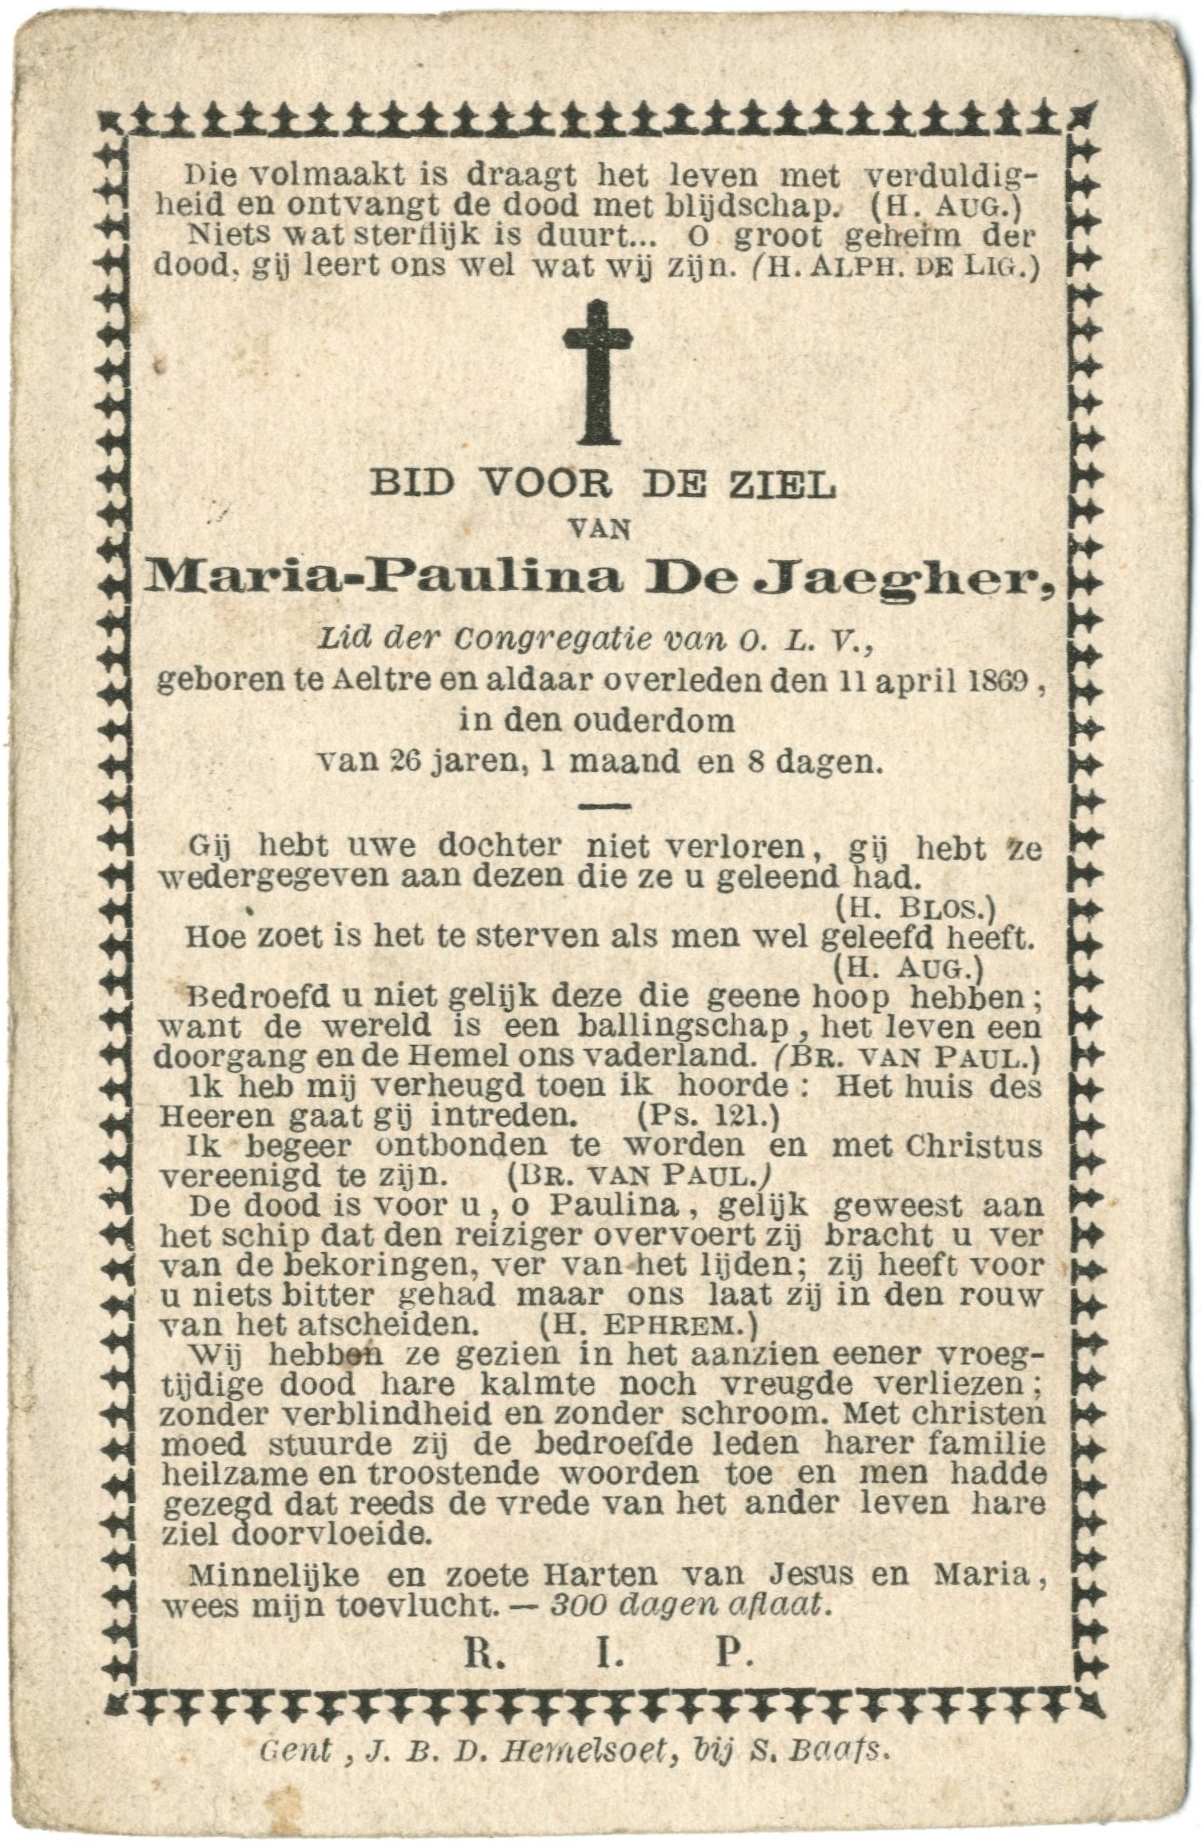 Die volmaakt is draagt het leven met verduldig-
heid en ontvangt de dood met blijdschap. (H. AUG.)
Niets wat sterflijk is duurt... O groot geheim der
dood, gij leert ons wel wat wij zijn. (H. ALPH. DE LIG.)
BID VOOR DE ZIEL
VAN
Maria-Paulina De Jaegher,
Lid der Congregatie van O. L. V.,
geboren te Aeltre en aldaar overleden den 11 april 1869,
in den ouderdom
van 26 jaren, 1 maand en 8 dagen.
Gij hebt uwe dochter niet verloren, gij hebt ze
wedergegeven aan dezen die ze u geleend had.
(H. BLOS.)
Hoe zoet is het te sterven als men wel geleefd heeft.
(H. AUG.)
Bedroefd u niet gelijk deze die geene hoop hebben;
want de wereld is een ballingschap, het leven een
doorgang en de Hemel ons vaderland. (BR. VAN PAUL.)
Ik heb mij verheugd toen ik hoorde: Het huis des
Heeren gaat gij intreden. (Ps. 121.)
Ik begeer ontbonden te worden en met Christus
vereenigd te zijn. (BR. VAN PAUL.)
De dood is voor u, o Paulina, gelijk geweest aan
het schip dat den reiziger overvoert zij bracht u ver
van de bekoringen, ver van het lijden; zij heeft voor
u niets bitter gehad maar ons laat zij in den rouw
van het afscheiden. (H. EPHREM.)
Wij hebben ze gezien in het aanzien eener vroeg-
tijdige dood hare kalmte noch vreugde verliezen;
zonder verblindheid en zonder schroom. Met christen
moed stuurde zij de bedroefde leden harer familie
heilzame en troostende woorden toe en men hadde
gezegd dat reeds de vrede van het ander leven hare
ziel doorvloeide.
Minnelijke en zoete Harten van Jesus en Maria,
wees mijn toevlucht. — 300 dagen aflaat.
R. I. P.
Gent, J. B. D. Hemelsoet, bij S. Baafs.